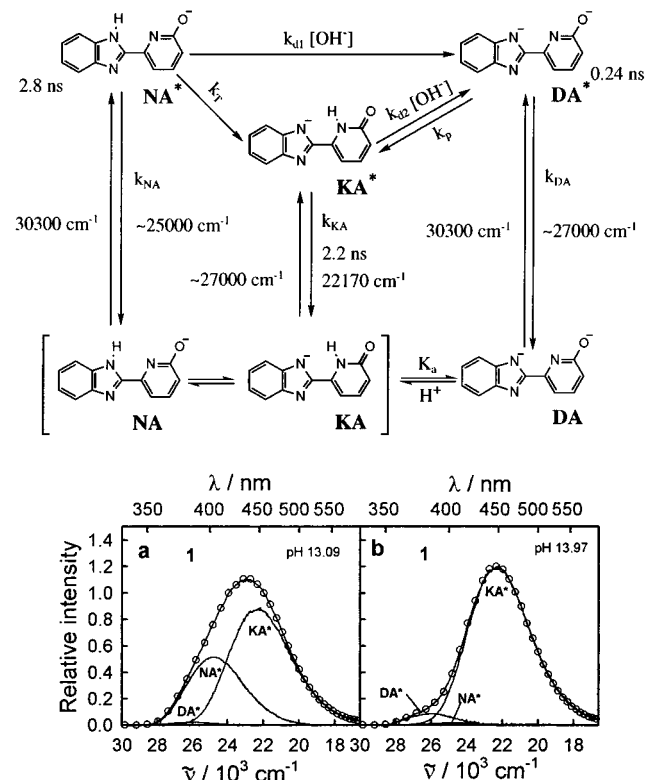 H
N
N
N
O⁻
NA*
2.8 ns
k_d1 [OH⁻]
N⁻
N
N
O⁻
DA*
0.24 ns
k_T
N⁻
N
H
N
O
KA*
k_d2 [OH⁻]
k_p
k_NA
30300 cm⁻¹
~25000 cm⁻¹
k_KA
2.2 ns
~27000 cm⁻¹
22170 cm⁻¹
k_DA
30300 cm⁻¹
~27000 cm⁻¹
H
N
N
N
O⁻
NA
N⁻
N
H
N
O
KA
K_a
H⁺
N⁻
N
N
O⁻
DA
λ / nm
λ / nm
350 400 450 500 550
350 400 450 500 550
Relative intensity
1.4
1.2
1.0
0.8
0.6
0.4
0.2
0.0
a
1
pH 13.09
KA*
NA*
DA*
b
1
pH 13.97
KA*
DA*
NA*
30 28 26 24 22 20 18
30 28 26 24 22 20 18
ṽ / 10³ cm⁻¹
ṽ / 10³ cm⁻¹